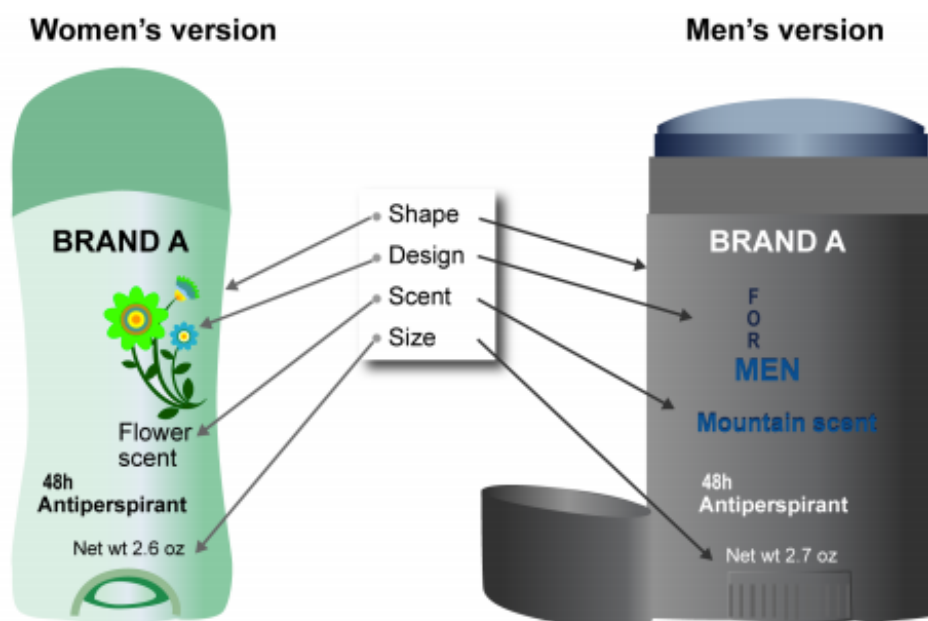 Women's version
Men's version
BRAND A
Flower
scent
48h
Antiperspirant
Net wt 2.6 oz
Shape
Design
Scent
Size
BRAND A
F
O
R
MEN
Mountain scent
48h
Antiperspirant
Net wt 2.7 oz